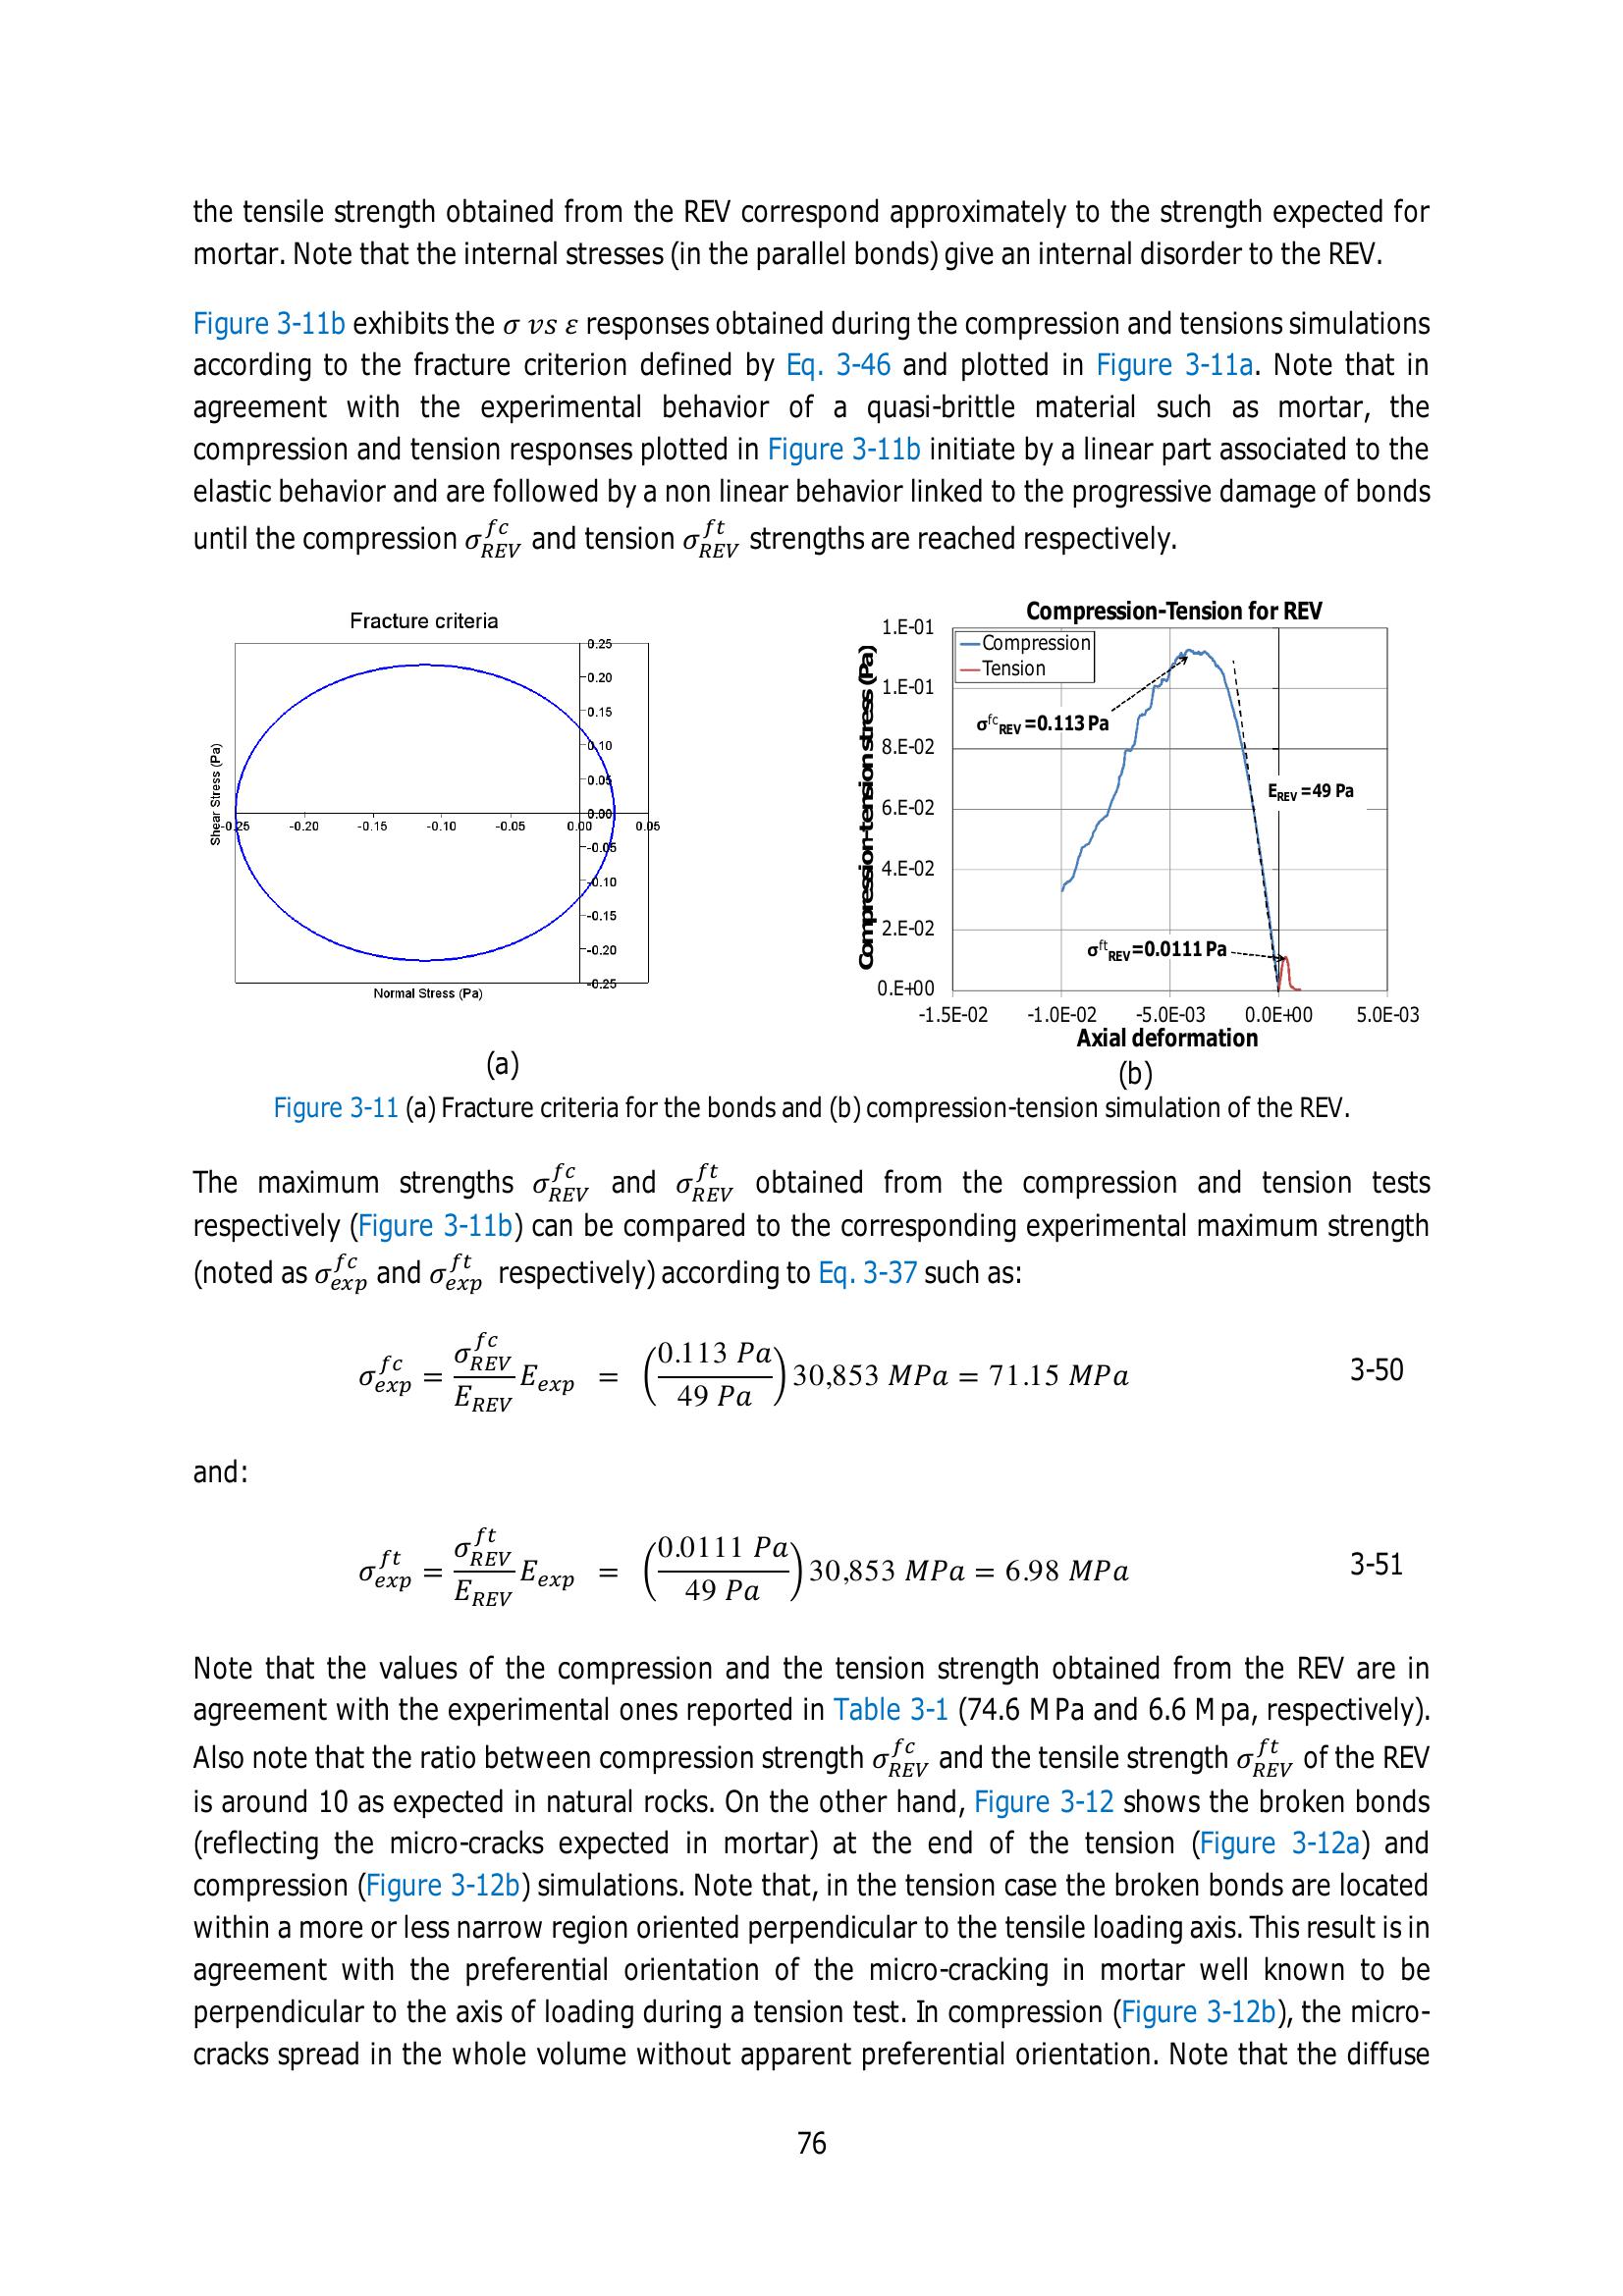 the tensile strength obtained from the REV correspond approximately to the strength expected for
mortar. Note that the internal stresses (in the parallel bonds) give an internal disorder to the REV.
Figure 3-11b exhibits the σ vs ε responses obtained during the compression and tensions simulations
according to the fracture criterion defined by Eq. 3-46 and plotted in Figure 3-11a. Note that in
agreement with the experimental behavior of a quasi-brittle material such as mortar, the
compression and tension responses plotted in Figure 3-11b initiate by a linear part associated to the
elastic behavior and are followed by a non linear behavior linked to the progressive damage of bonds
until the compression σ^{fc}_{REV} and tension σ^{ft}_{REV} strengths are reached respectively.
Fracture criteria
0.25
0.20
0.15
0.10
0.05
0.00
-0.05
-0.10
-0.15
-0.20
-0.25
-0.25 -0.20 -0.15 -0.10 -0.05 0.00 0.05
Shear Stress (Pa)
Normal Stress (Pa)
(a)
Compression-Tension for REV
Compression
Tension
1.E-01
1.E-01
8.E-02
6.E-02
4.E-02
2.E-02
0.E+00
Compression-tension stress (Pa)
σ^{fc}_{REV} =0.113 Pa
E_{REV} =49 Pa
σ^{ft}_{REV}=0.0111 Pa
-1.5E-02 -1.0E-02 -5.0E-03 0.0E+00 5.0E-03
Axial deformation
(b)
Figure 3-11 (a) Fracture criteria for the bonds and (b) compression-tension simulation of the REV.
The maximum strengths σ^{fc}_{REV} and σ^{ft}_{REV} obtained from the compression and tension tests
respectively (Figure 3-11b) can be compared to the corresponding experimental maximum strength
(noted as σ^{fc}_{exp} and σ^{ft}_{exp} respectively) according to Eq. 3-37 such as:
σ^{fc}_{exp} = \frac{σ^{fc}_{REV}}{E_{REV}} E_{exp} = (\frac{0.113 Pa}{49 Pa}) 30,853 MPa = 71.15 MPa 3-50
and:
σ^{ft}_{exp} = \frac{σ^{ft}_{REV}}{E_{REV}} E_{exp} = (\frac{0.0111 Pa}{49 Pa}) 30,853 MPa = 6.98 MPa 3-51
Note that the values of the compression and the tension strength obtained from the REV are in
agreement with the experimental ones reported in Table 3-1 (74.6 MPa and 6.6 Mpa, respectively).
Also note that the ratio between compression strength σ^{fc}_{REV} and the tensile strength σ^{ft}_{REV} of the REV
is around 10 as expected in natural rocks. On the other hand, Figure 3-12 shows the broken bonds
(reflecting the micro-cracks expected in mortar) at the end of the tension (Figure 3-12a) and
compression (Figure 3-12b) simulations. Note that, in the tension case the broken bonds are located
within a more or less narrow region oriented perpendicular to the tensile loading axis. This result is in
agreement with the preferential orientation of the micro-cracking in mortar well known to be
perpendicular to the axis of loading during a tension test. In compression (Figure 3-12b), the micro-
cracks spread in the whole volume without apparent preferential orientation. Note that the diffuse
76